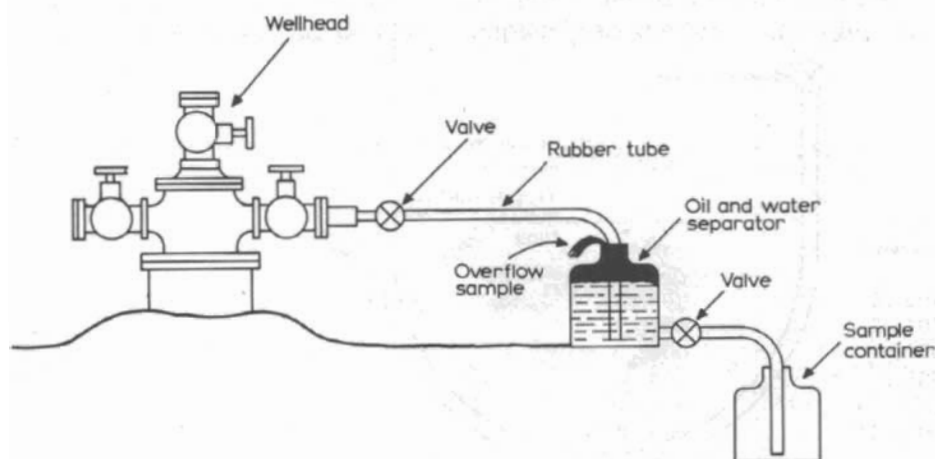 Wellhead
Valve
Rubber tube
Oil and water
separator
Overflow
sample
Valve
Sample
container